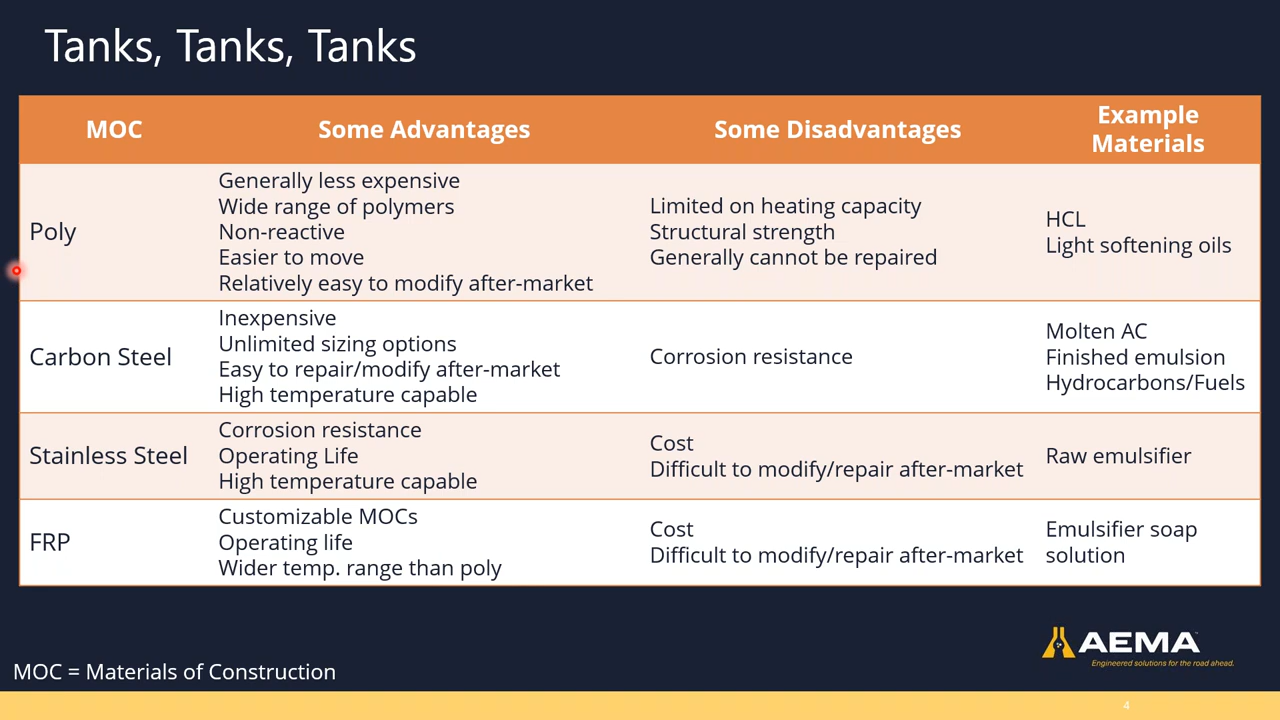 Tanks, Tanks, Tanks
MOC
Some Advantages
Some Disadvantages
Example
Materials
Poly
Generally less expensive
Wide range of polymers
Non-reactive
Easier to move
Relatively easy to modify after-market
Limited on heating capacity
Structural strength
Generally cannot be repaired
HCL
Light softening oils
Carbon Steel
Inexpensive
Unlimited sizing options
Easy to repair/modify after-market
High temperature capable
Corrosion resistance
Molten AC
Finished emulsion
Hydrocarbons/Fuels
Stainless Steel
Corrosion resistance
Operating Life
High temperature capable
Cost
Difficult to modify/repair after-market
Raw emulsifier
FRP
Customizable MOCs
Operating life
Wider temp. range than poly
Cost
Difficult to modify/repair after-market
Emulsifier soap
solution
AEMA
Engineered solutions for the road ahead.
MOC = Materials of Construction
4